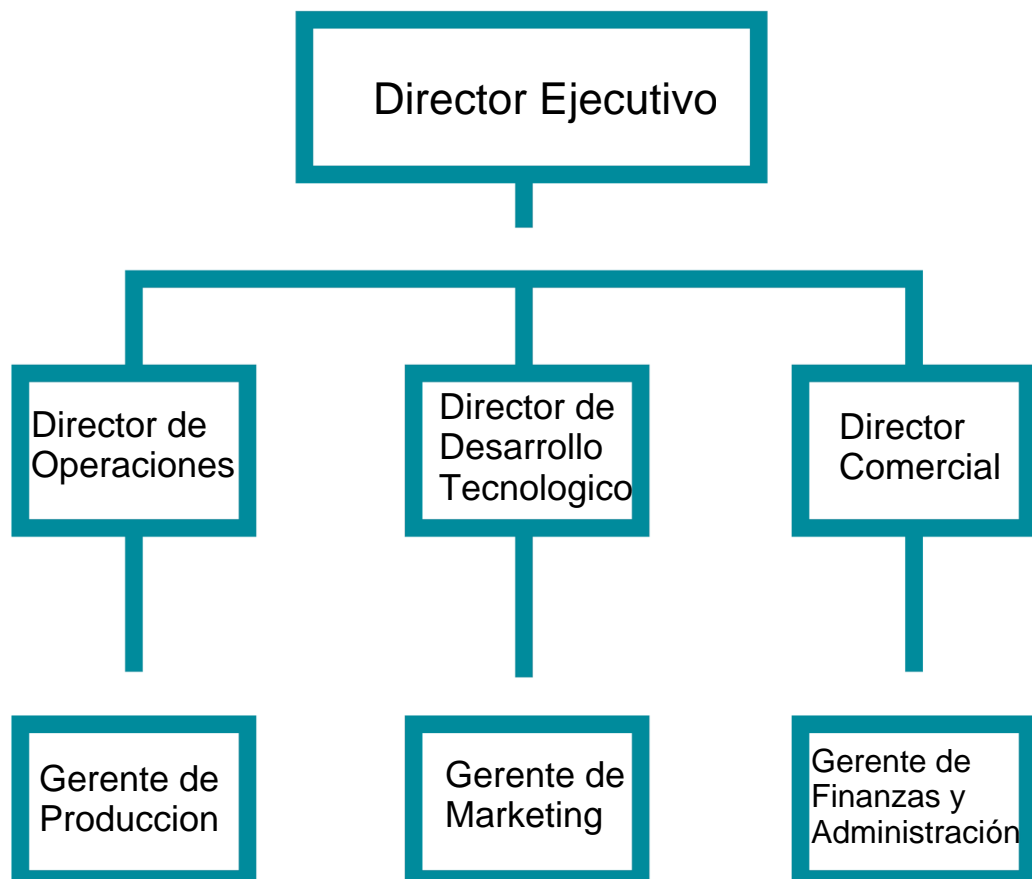 Director Ejecutivo
Director de
Operaciones
Director de
Desarrollo
Tecnologico
Director
Comercial
Gerente de
Produccion
Gerente de
Marketing
Gerente de
Finanzas y
Administración